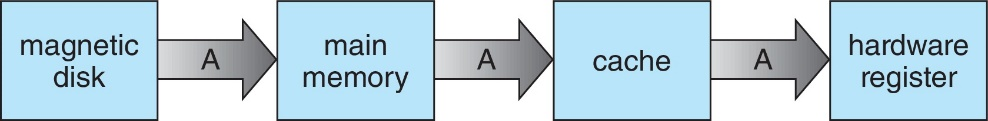 magnetic
disk
A
main
memory
A
cache
A
hardware
register